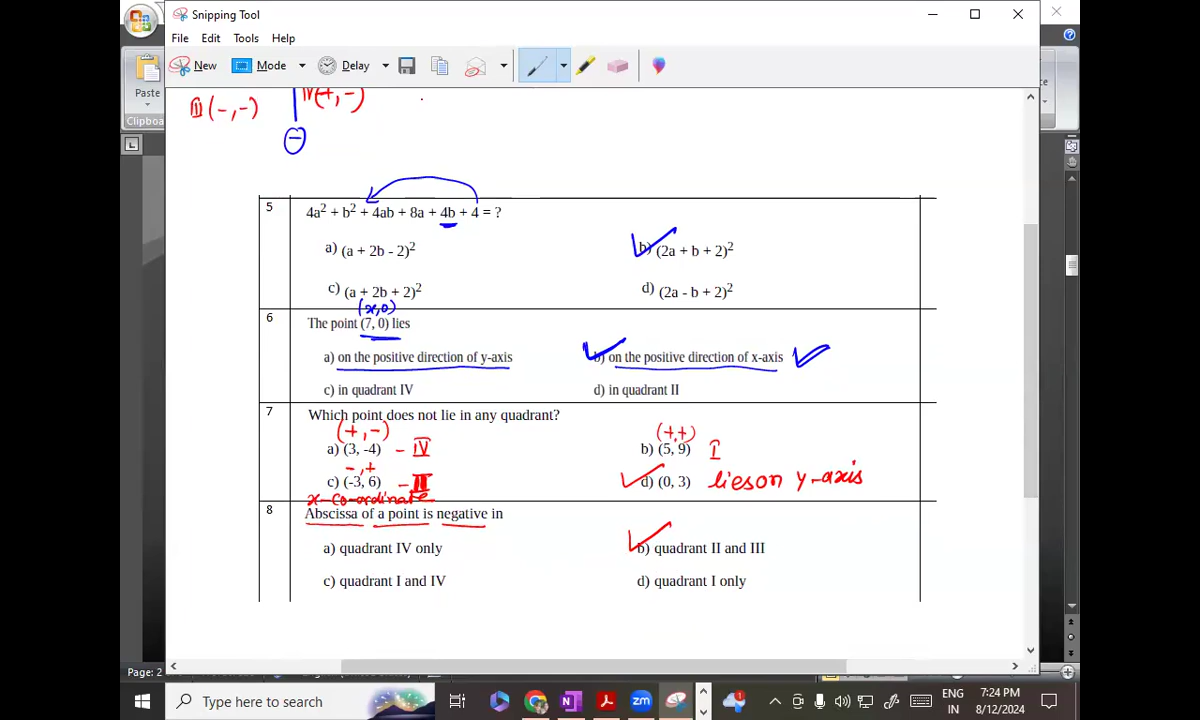 Snipping Tool
File Edit Tools Help
New Mode Delay
Paste
Clipboa
III (-,-) IV(+, -)
-
5 4a² + b² + 4ab + 8a + 4b + 4 = ?
a) (a + 2b - 2)² b) (2a + b + 2)²
c) (a + 2b + 2)² d) (2a - b + 2)²
(x,0)
6 The point (7, 0) lies
a) on the positive direction of y-axis b) on the positive direction of x-axis
c) in quadrant IV d) in quadrant II
7 Which point does not lie in any quadrant?
(+, -) (++)
a) (3, -4) - IV b) (5, 9) I
-,+
c) (-3, 6) - II d) (0, 3) lies on y-axis
x-co-ordinate
8 Abscissa of a point is negative in
a) quadrant IV only b) quadrant II and III
c) quadrant I and IV d) quadrant I only
Page: 2
Type here to search
ENG
IN
7:24 PM
8/12/2024